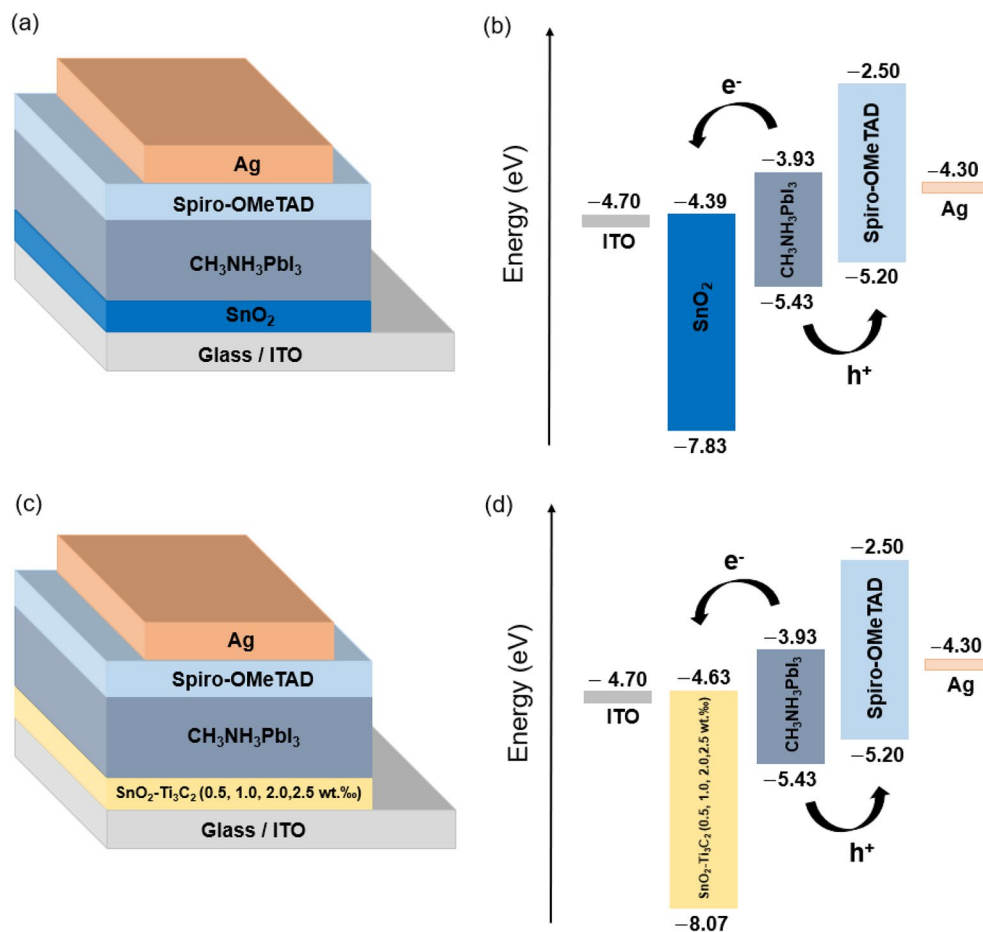 (a)
Ag
Spiro-OMeTAD
CH₃NH₃PbI₃
SnO₂
Glass / ITO
(b)
Energy (eV)
e⁻
−2.50
−3.93
−4.30
−4.70
−4.39
ITO
Ag
SnO₂
CH₃NH₃PbI₃
Spiro-OMeTAD
−5.20
−5.43
h⁺
−7.83
(c)
Ag
Spiro-OMeTAD
CH₃NH₃PbI₃
SnO₂-Ti₃C₂ (0.5, 1.0, 2.0,2.5 wt.‰)
Glass / ITO
(d)
Energy (eV)
e⁻
−2.50
−3.93
−4.30
− 4.70
−4.63
ITO
Ag
SnO₂-Ti₃C₂ (0.5, 1.0, 2.0,2.5 wt.‰)
CH₃NH₃PbI₃
Spiro-OMeTAD
−5.20
−5.43
h⁺
−8.07